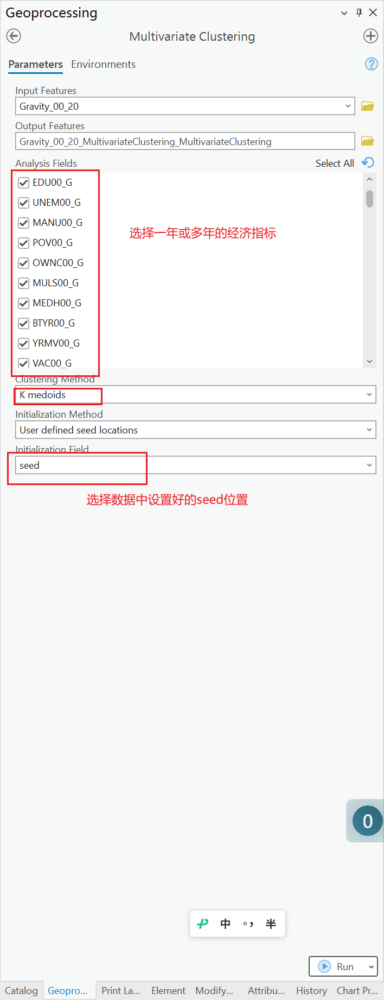 Geoprocessing
Multivariate Clustering
Parameters Environments
Input Features
Gravity_00_20
Output Features
Gravity_00_20_MultivariateClustering_MultivariateClustering
Analysis Fields Select All
EDU00_G
UNEM00_G
MANU00_G
选择一年或多年的经济指标
POV00_G
OWNC00_G
MULS00_G
MEDH00_G
BTYR00_G
YRMV00_G
VAC00_G
Clustering Method
K medoids
Initialization Method
User defined seed locations
Initialization Field
seed
选择数据中设置好的seed位置
0
中 半
Run
Catalog Geopro... Print La... Element Modify... Attribu... History Chart Pr...